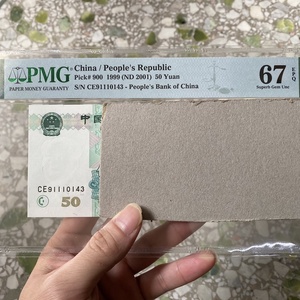 PMG
PAPER MONEY GUARANTY
China / People's Republic
Pick# 900 1999 (ND 2001) 50 Yuan
S/N CE91110143 - People's Bank of China
67 EPQ
Superb Gem Unc
中国
CE91110143
50